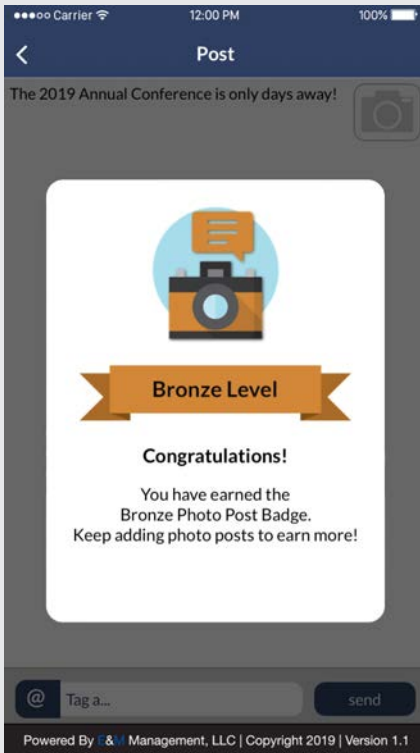 ●●●oo Carrier 12:00 PM 100%
Post
The 2019 Annual Conference is only days away!
Bronze Level
Congratulations!
You have earned the
Bronze Photo Post Badge.
Keep adding photo posts to earn more!
@ Tag a... send
Powered By E&M Management, LLC | Copyright 2019 | Version 1.1